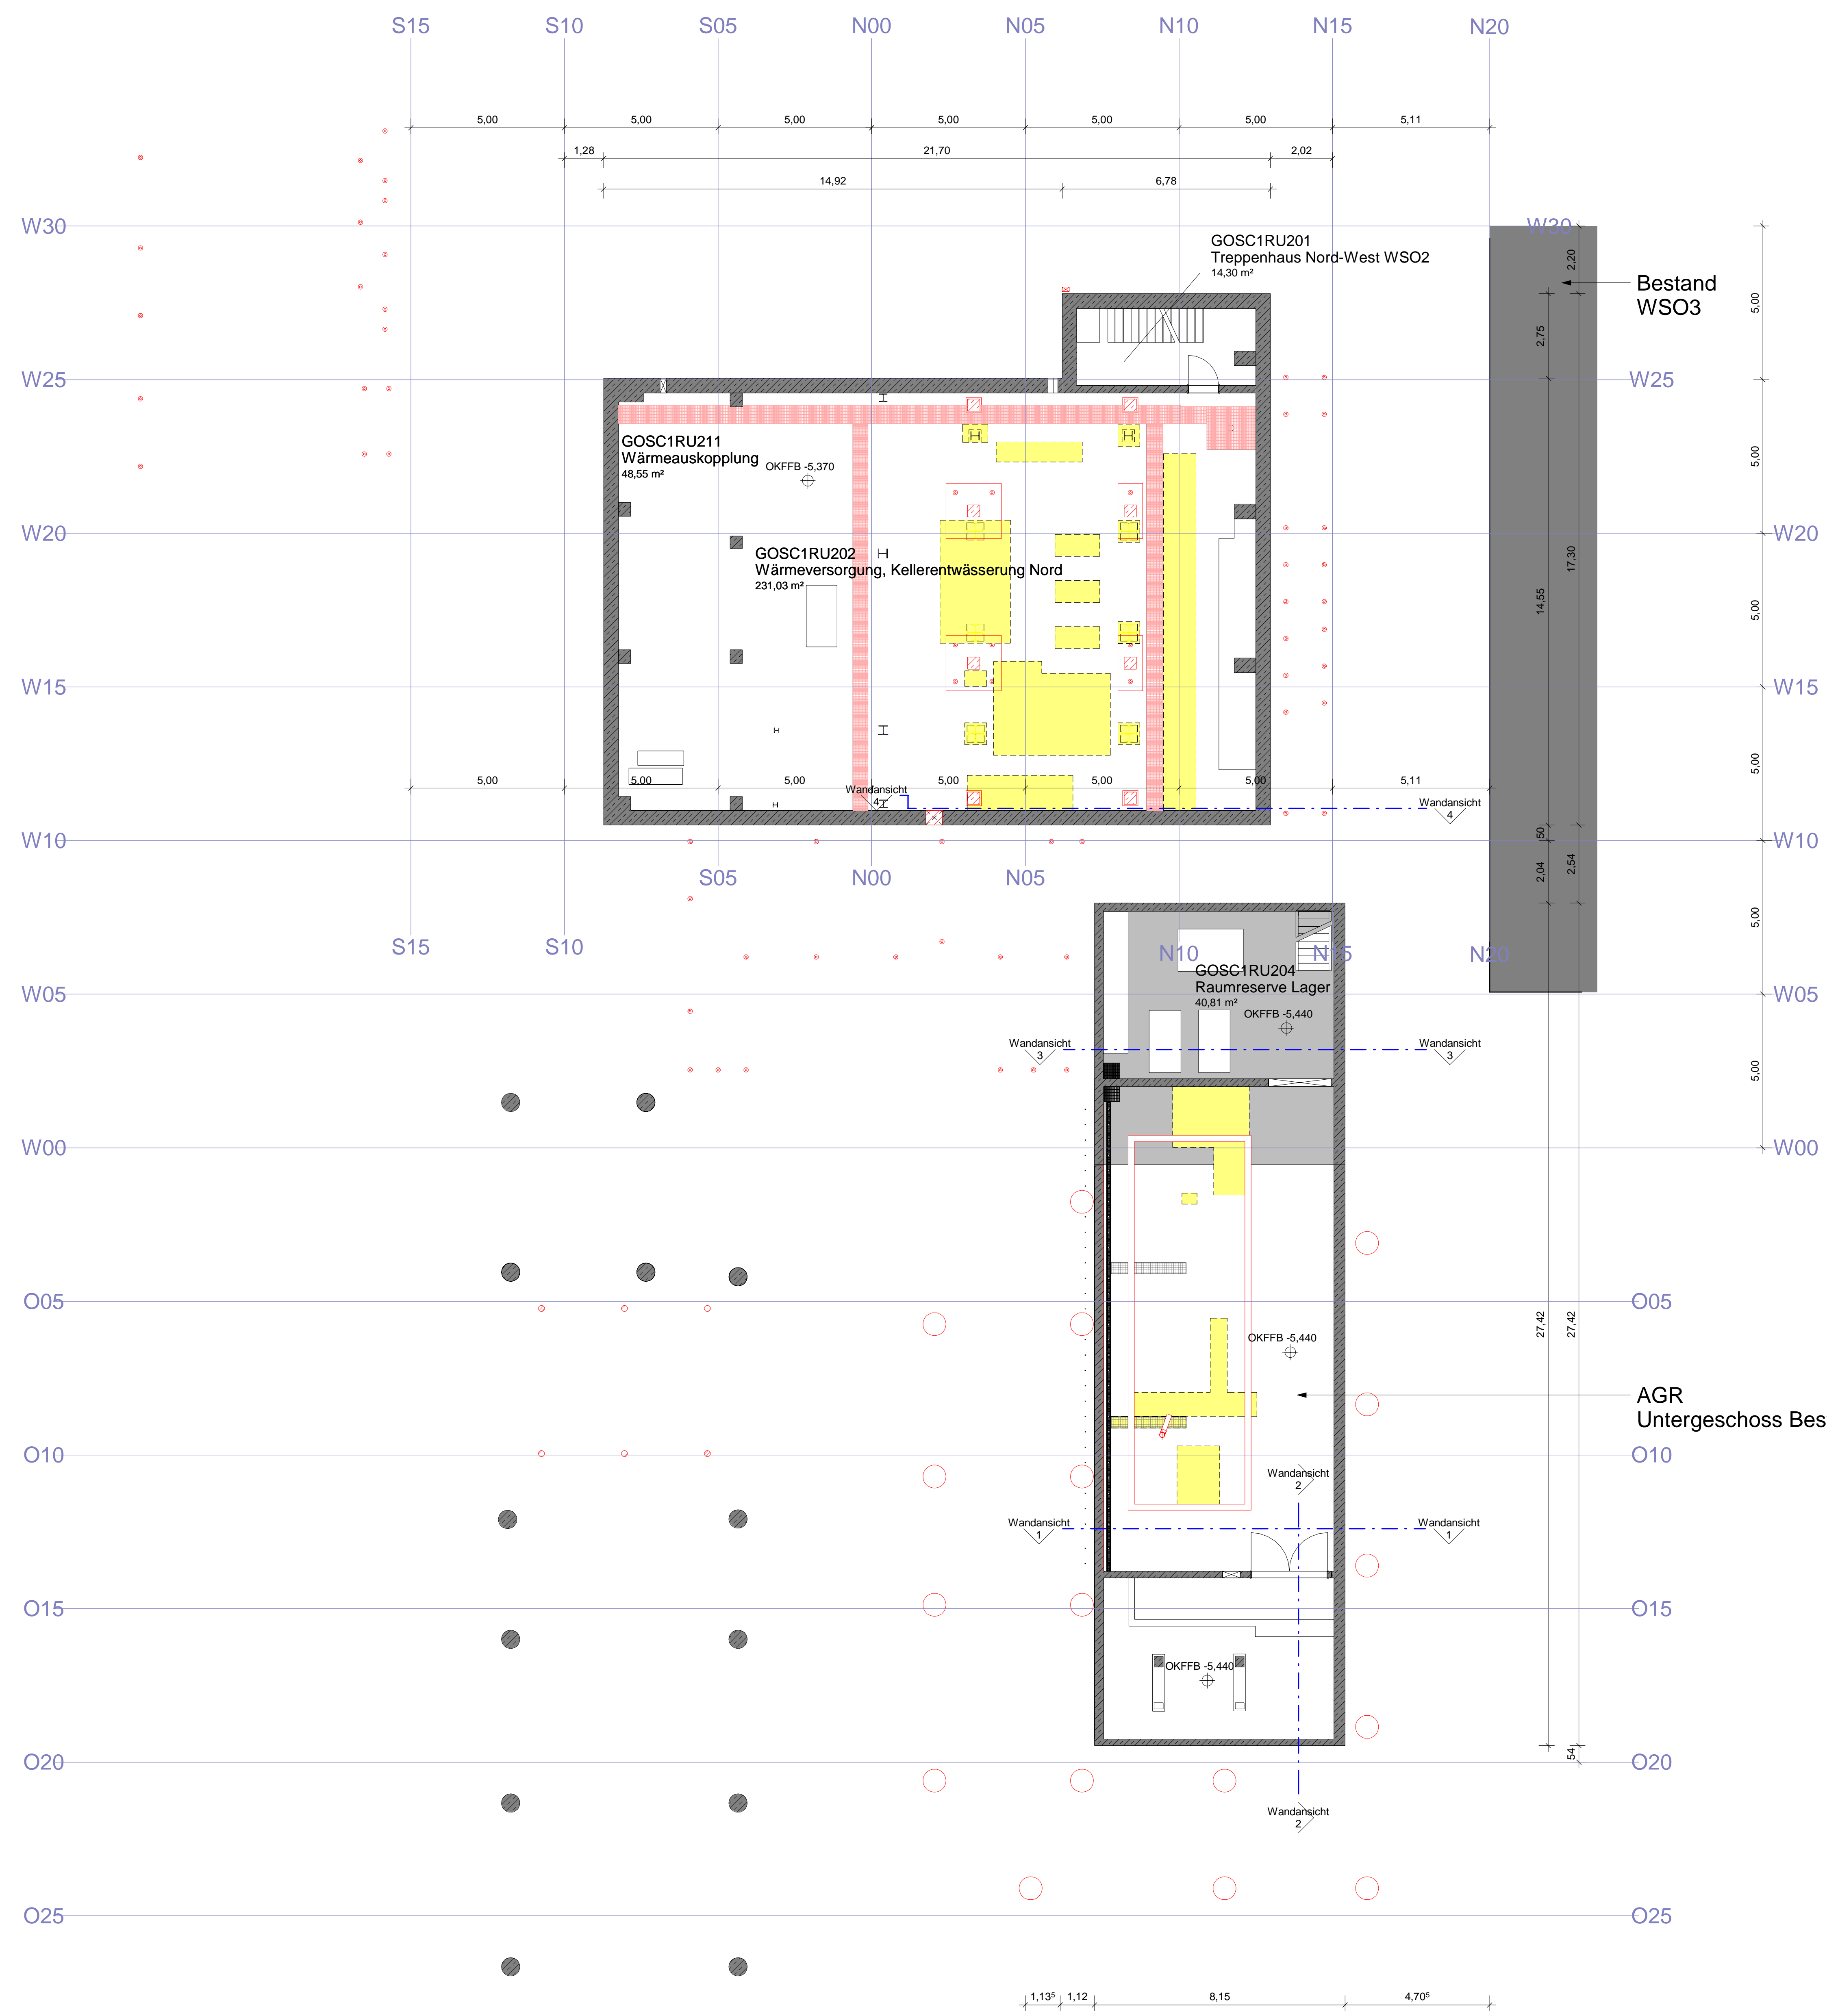 S15 S10 S05 N00 N05 N10 N15 N20
5,00 5,00 5,00 5,00 5,00 5,00 5,11
1,28 21,70 2,02
14,92 6,78
W30 W30
GOSC1RU201
Treppenhaus Nord-West WSO2
14,30 m²
2,20
Bestand
WSO3
5,00
2,75
W25 W25
GOSC1RU211
Wärmeauskopplung
48,55 m²
OKFFB -5,370
5,00
W20 W20
GOSC1RU202
Wärmeversorgung, Kellerentwässerung Nord
231,03 m²
17,30
14,55
5,00
W15 W15
5,00
5,00 5,00 5,00 5,00 5,00 5,00 5,11
Wandansicht
4
Wandansicht
4
50
W10 W10
2,04
2,54
S05 N00 N05
5,00
S15 S10 N10 N15 N20
GOSC1RU204
Raumreserve Lager
40,81 m²
OKFFB -5,440
W05 W05
Wandansicht
3
Wandansicht
3
5,00
W00 W00
O05 O05
27,42
27,42
OKFFB -5,440
AGR
Untergeschoss Bes
O10 O10
Wandansicht
2
Wandansicht
1
Wandansicht
1
O15 O15
OKFFB -5,440
O20 O20
54
Wandansicht
2
O25 O25
1,13⁵ 1,12 8,15 4,70⁵